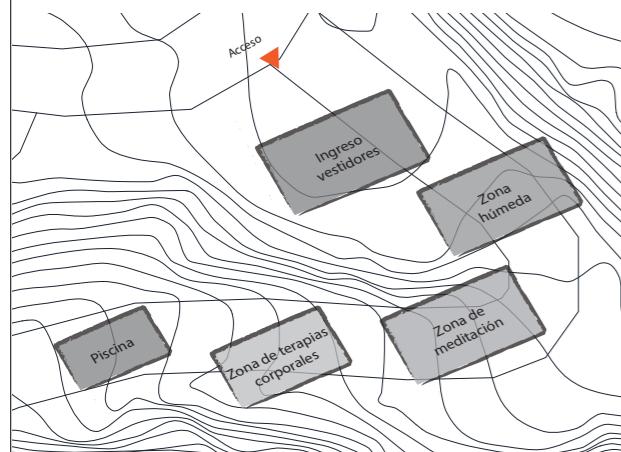 Acceso
Ingreso
vestidores
Zona
húmeda
Zona de
meditación
Zona de terapias
corporales
Piscina